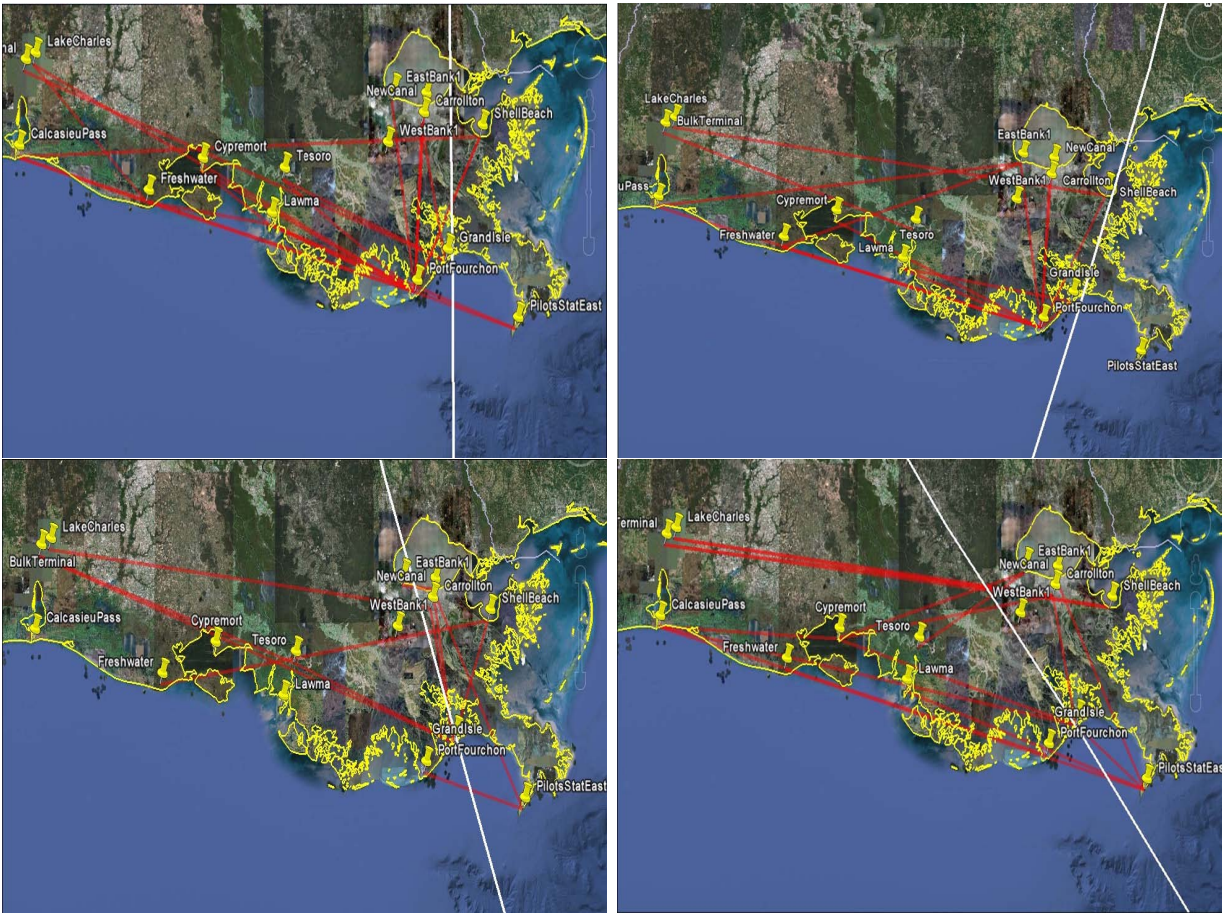 LakeCharles
nal
CalcasieuPass
Cypremort
Freshwater
Tesoro
Lawma
EastBank1
NewCanal
Carrollton
ShellBeach
WestBank1
GrandIsle
PortFourchon
PilotsStatEast
LakeCharles
BulkTerminal
uPass
Cypremort
Freshwater
Lawma
Tesoro
EastBank1
NewCanal
WestBank1
Carrollton
ShellBeach
GrandIsle
PortFourchon
PilotsStatEast
LakeCharles
BulkTerminal
CalcasieuPass
Cypremort
Freshwater
Tesoro
Lawma
EastBank1
NewCanal
Carrollton
ShellBeach
WestBank1
GrandIsle
PortFourchon
PilotsStatEast
LakeCharles
Terminal
CalcasieuPass
Cypremort
Freshwater
Tesoro
Lawma
EastBank1
NewCanal
Carrollton
ShellBeach
WestBank1
GrandIsle
PortFourchon
PilotsStatEas